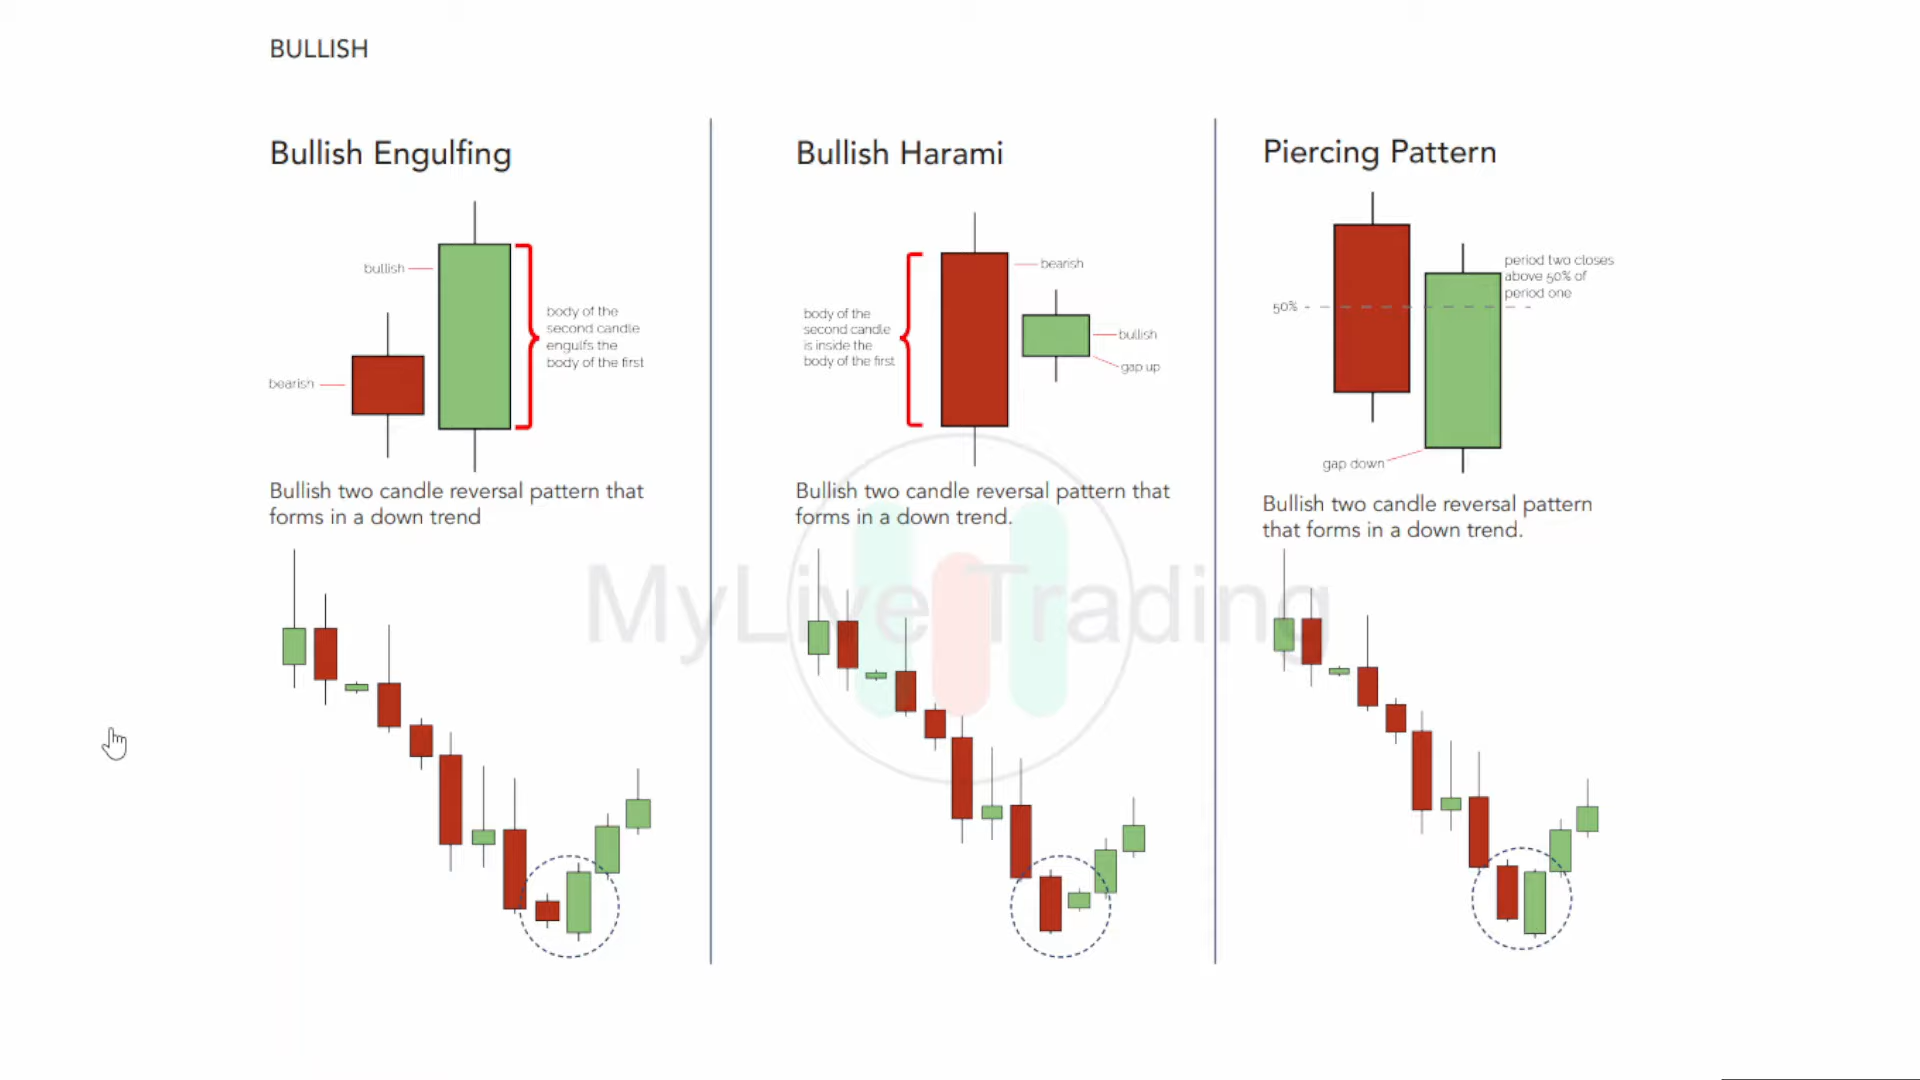 BULLISH
Bullish Engulfing
bullish
body of the
second candle
engulfs the
body of the first
bearish
Bullish two candle reversal pattern that
forms in a down trend
Bullish Harami
bearish
body of the
second candle
is inside the
body of the first
bullish
gap up
Bullish two candle reversal pattern that
forms in a down trend.
Piercing Pattern
period two closes
above 50% of
period one
50%
gap down
Bullish two candle reversal pattern
that forms in a down trend.
MyLive Trading